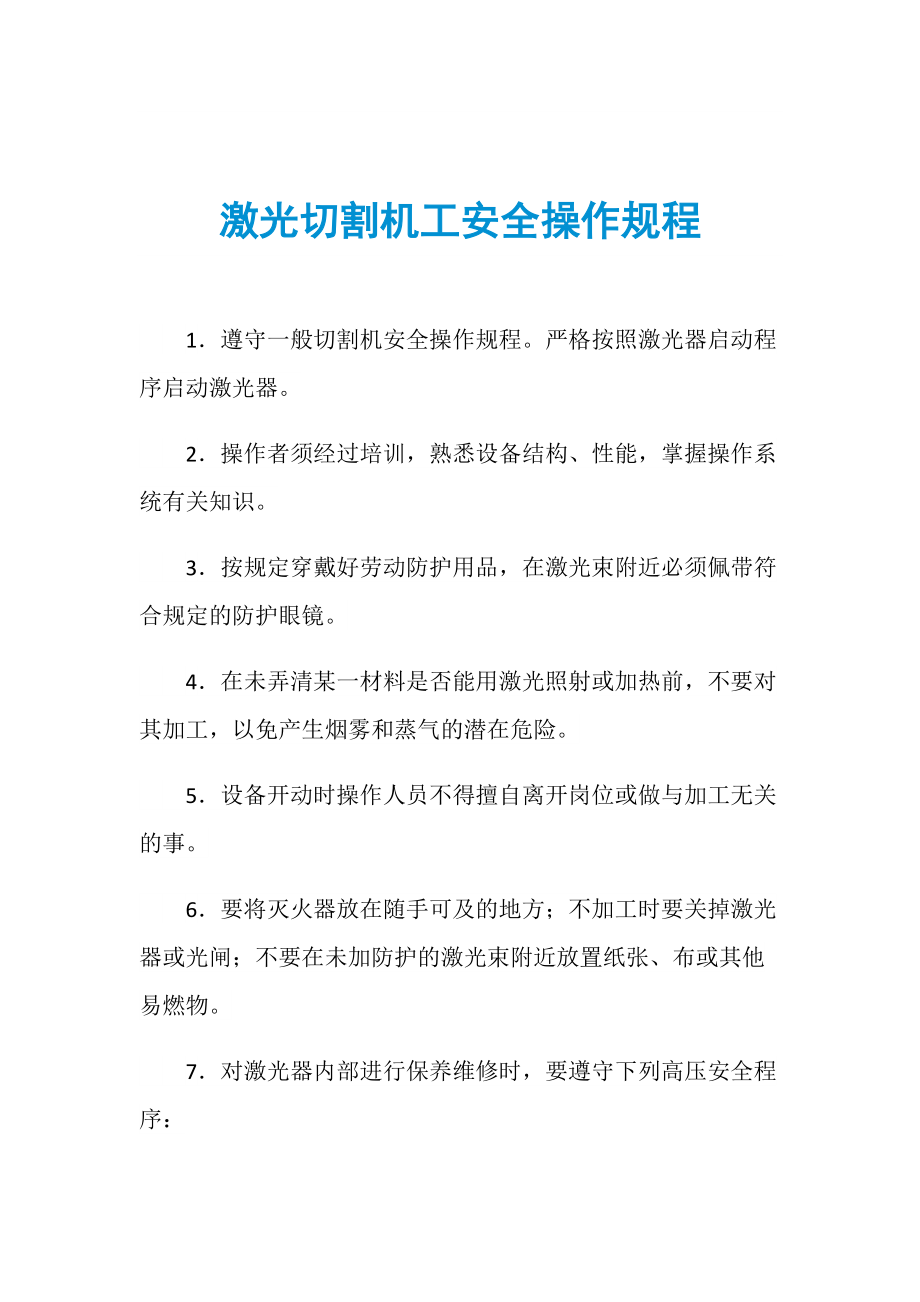 激光切割机工安全操作规程
1．遵守一般切割机安全操作规程。严格按照激光器启动程
序启动激光器。
2．操作者须经过培训，熟悉设备结构、性能，掌握操作系
统有关知识。
3．按规定穿戴好劳动防护用品，在激光束附近必须佩带符
合规定的防护眼镜。
4．在未弄清某一材料是否能用激光照射或加热前，不要对
其加工，以免产生烟雾和蒸气的潜在危险。
5．设备开动时操作人员不得擅自离开岗位或做与加工无关
的事。
6．要将灭火器放在随手可及的地方；不加工时要关掉激光
器或光闸；不要在未加防护的激光束附近放置纸张、布或其他
易燃物。
7．对激光器内部进行保养维修时，要遵守下列高压安全程
序：